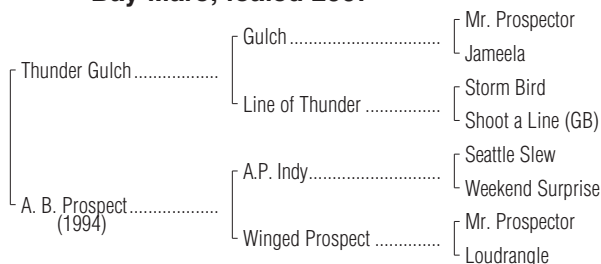 Bay Mare, foaled
Mr. Prospector
Gulch
Jameela
Thunder Gulch
Storm Bird
Line of Thunder
Shoot a Line (GB)
Seattle Slew
A.P. Indy
Weekend Surprise
A. B. Prospect
(1994)
Mr. Prospector
Winged Prospect
Loudrangle